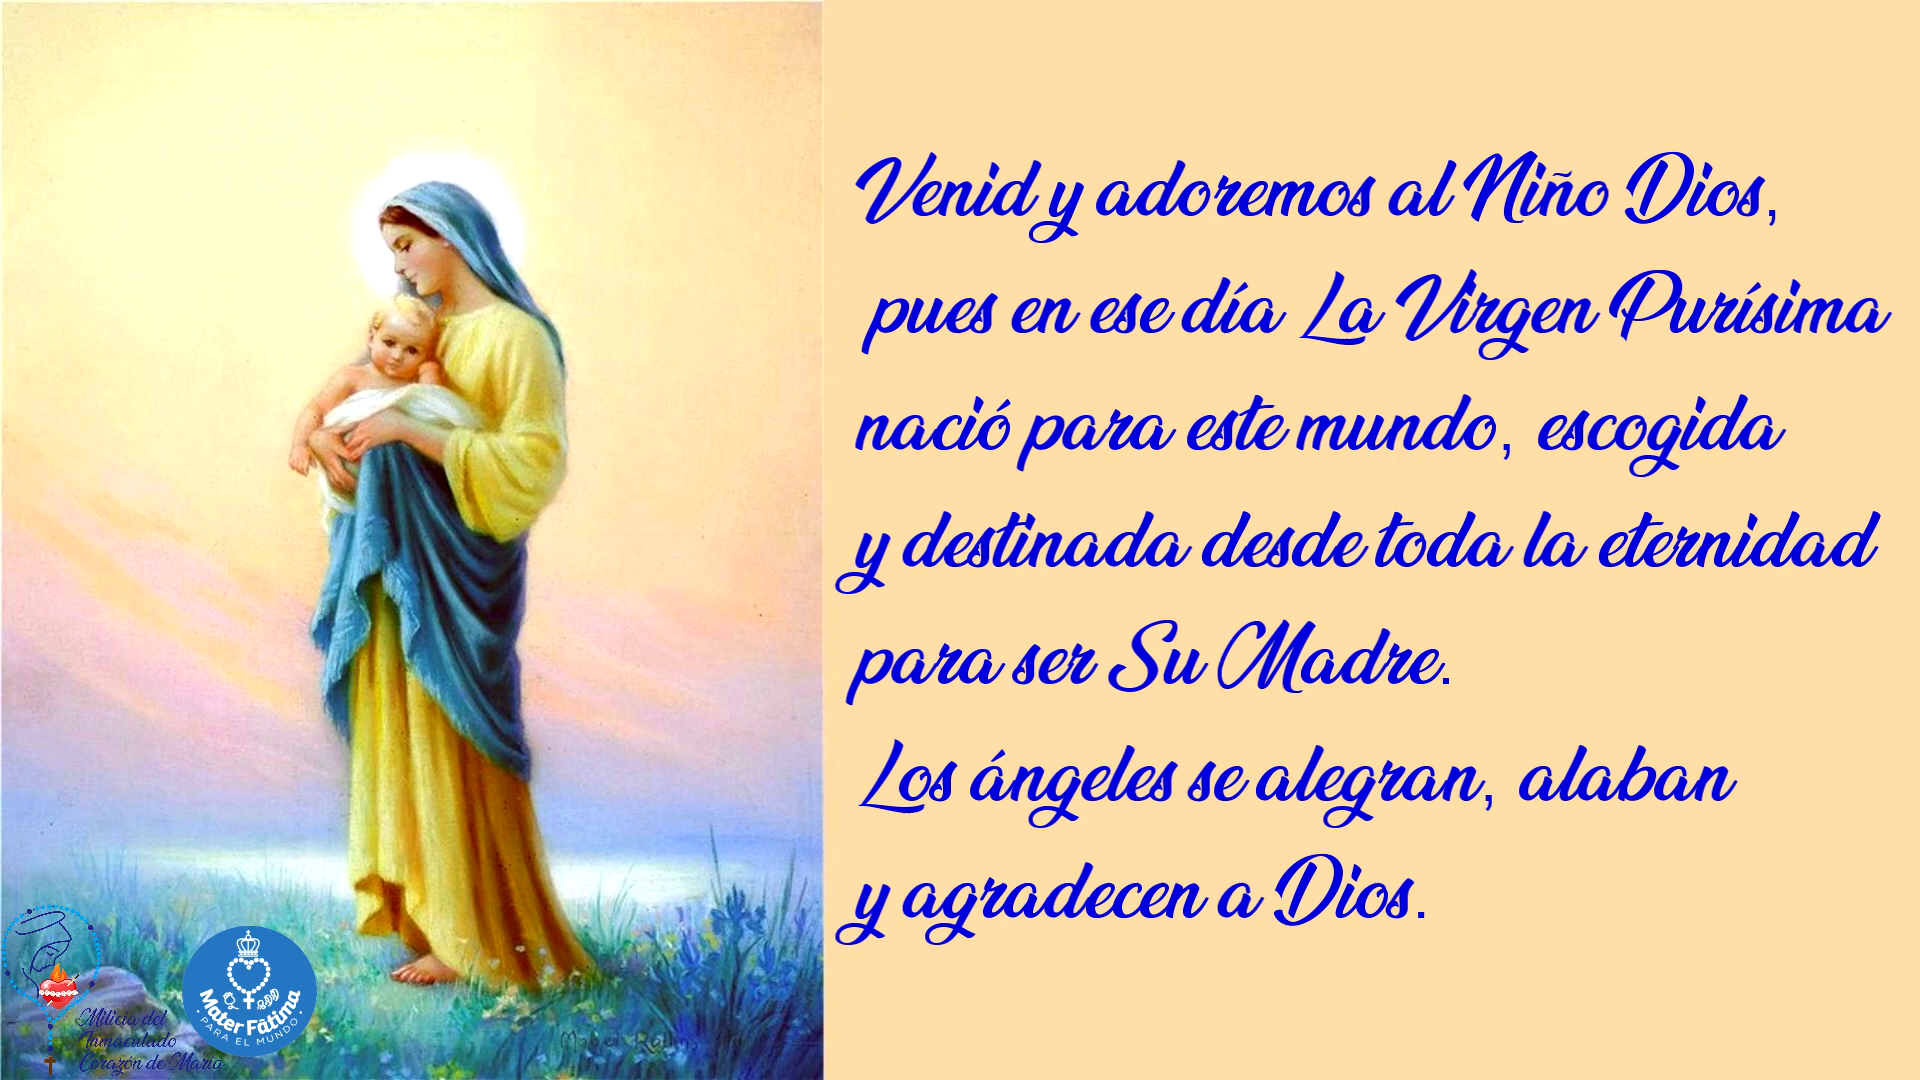 Venid y adoremos al Niño Dios,
pues en ese día La Virgen Purísima
nació para este mundo, escogida
y destinada desde toda la eternidad
para ser Su Madre.
Los ángeles se alegran, alaban
y agradecen a Dios.
Milicia del
Inmaculado
Corazón de María
Mater Fátima
· PARA EL MUNDO ·
Mabel Rollins